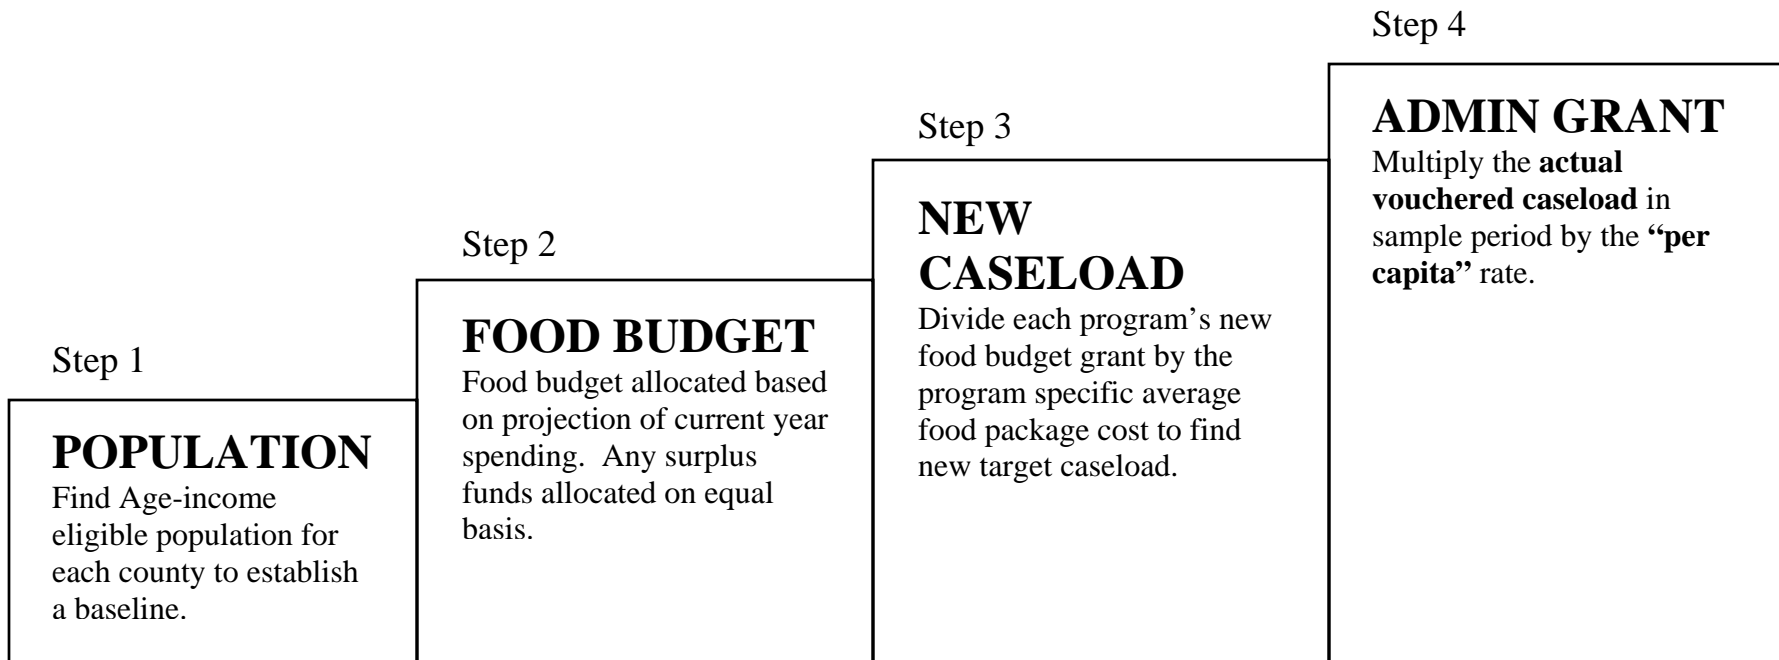 Step 1
POPULATION
Find Age-income
eligible population for
each county to establish
a baseline.
Step 2
FOOD BUDGET
Food budget allocated based
on projection of current year
spending.  Any surplus
funds allocated on equal
basis.
Step 3
NEW
CASELOAD
Divide each program’s new
food budget grant by the
program specific average
food package cost to find
new target caseload.
Step 4
ADMIN GRANT
Multiply the actual
vouchered caseload in
sample period by the “per
capita” rate.